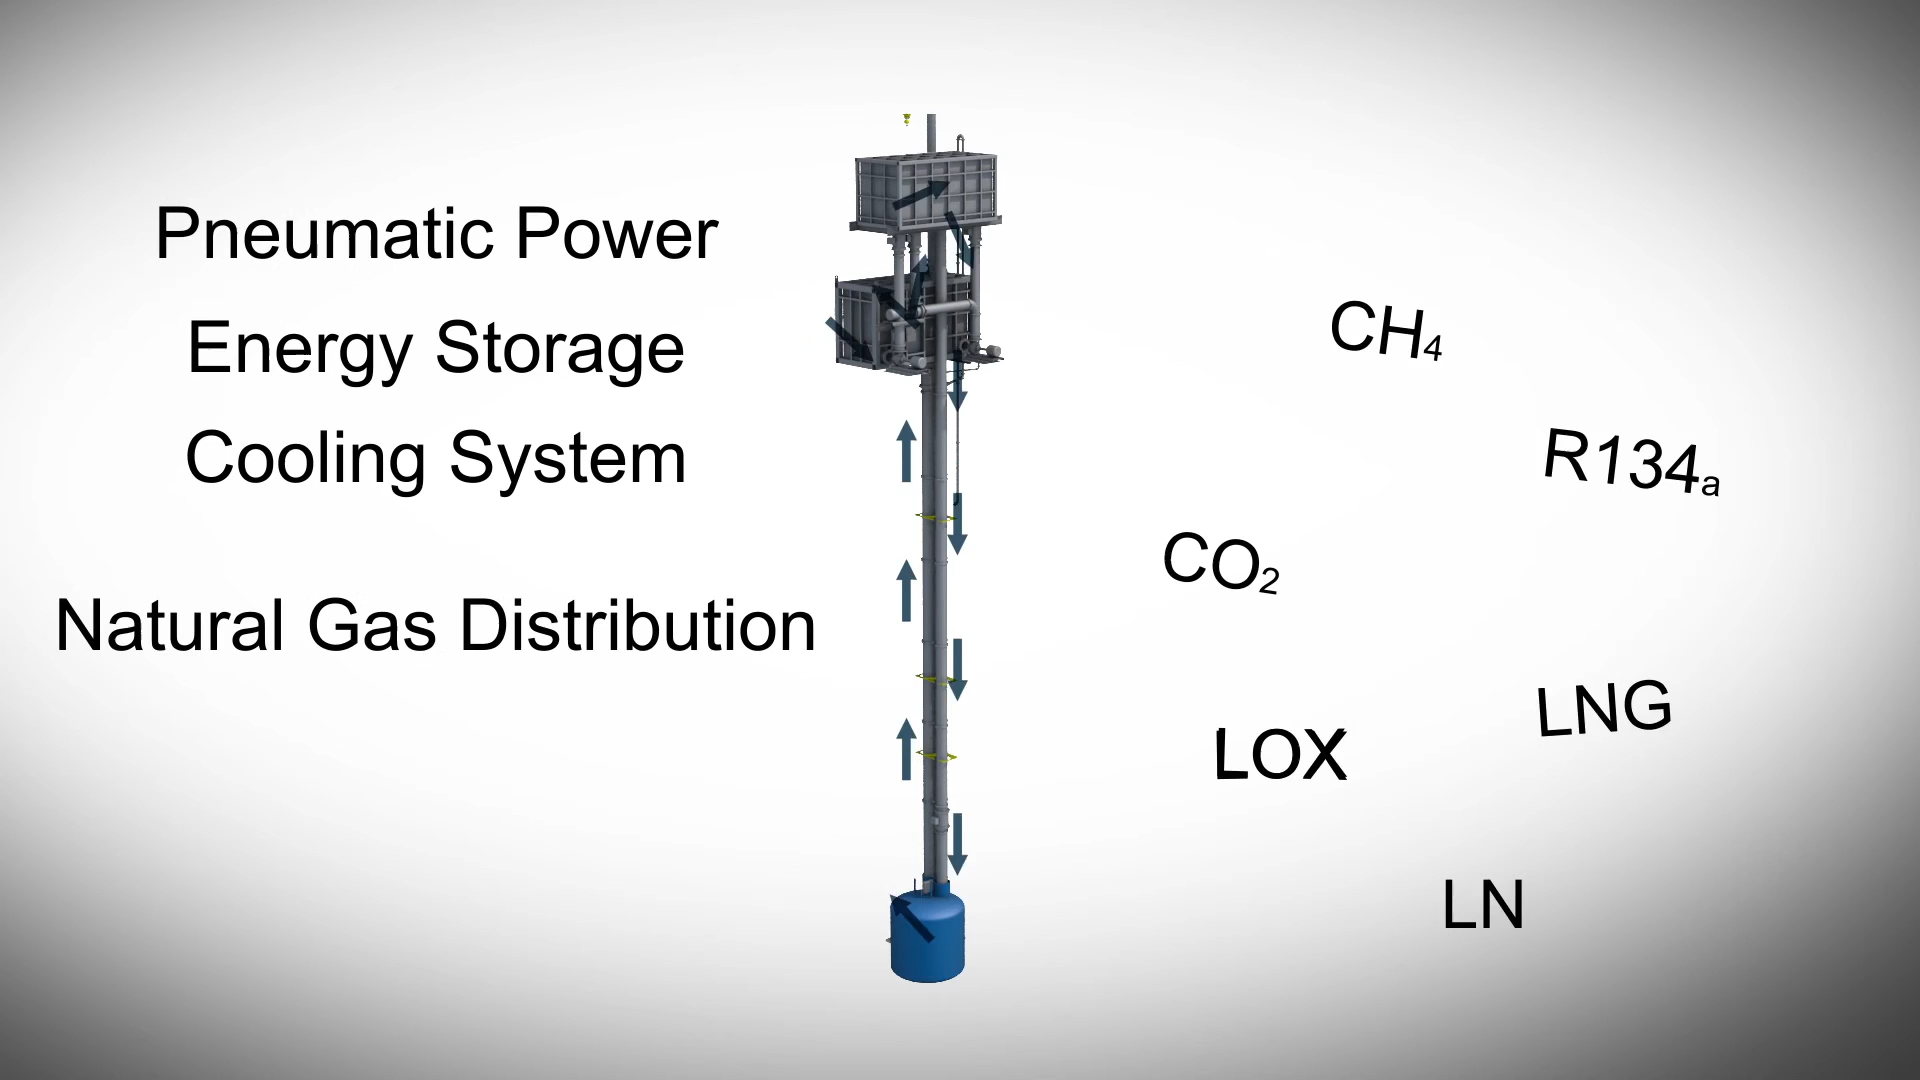 Pneumatic Power
Energy Storage
Cooling System
Natural Gas Distribution
CH₄
R134ₐ
CO₂
LNG
LOX
LN